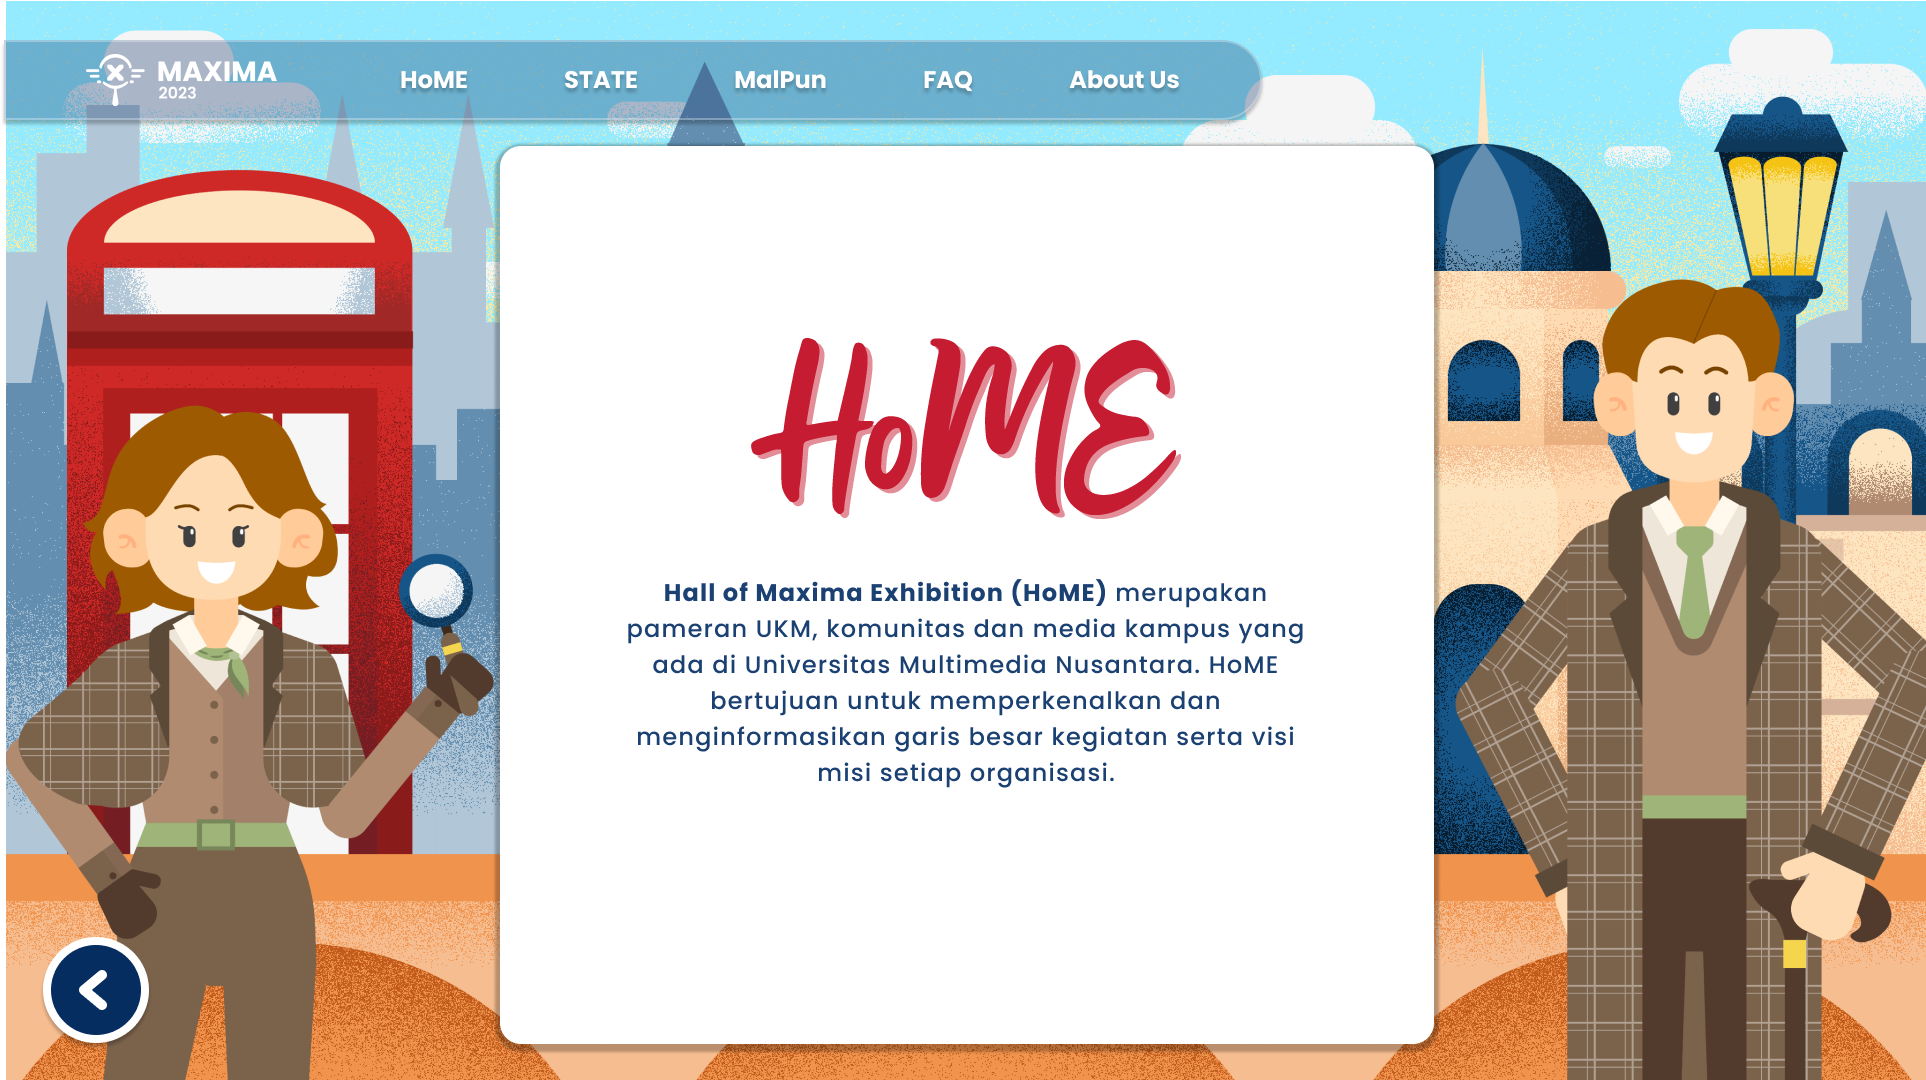 MAXIMA
2023
HoME
STATE
MalPun
FAQ
About Us
HoME
Hall of Maxima Exhibition (HoME) merupakan
pameran UKM, komunitas dan media kampus yang
ada di Universitas Multimedia Nusantara. HoME
bertujuan untuk memperkenalkan dan
menginformasikan garis besar kegiatan serta visi
misi setiap organisasi.